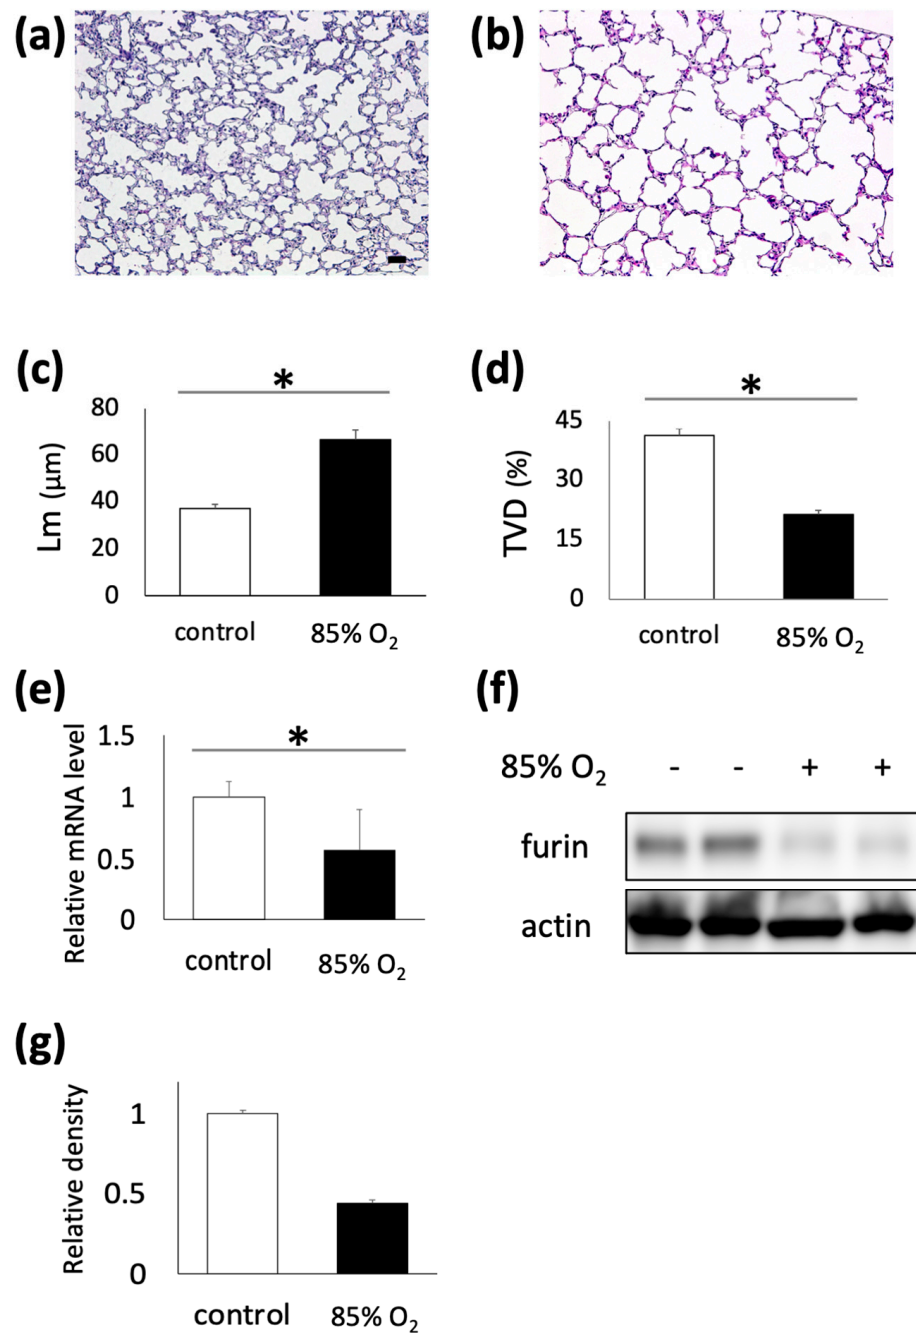 (a)
(b)
(c)
*
80
60
40
20
0
Lm (μm)
control
85% O₂
(d)
*
45
30
15
0
TVD (%)
control
85% O₂
(e)
*
1.5
1
0.5
0
Relative mRNA level
control
85% O₂
(f)
85% O₂ - - + +
furin
actin
(g)
1
0.5
0
Relative density
control
85% O₂